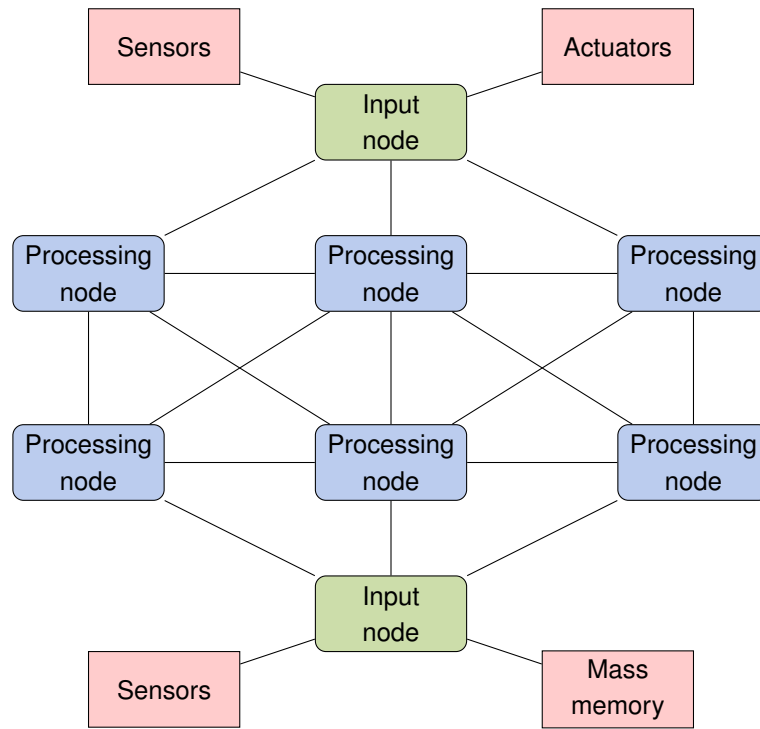 Sensors
Actuators
Input
node
Processing
node
Processing
node
Processing
node
Processing
node
Processing
node
Processing
node
Input
node
Sensors
Mass
memory